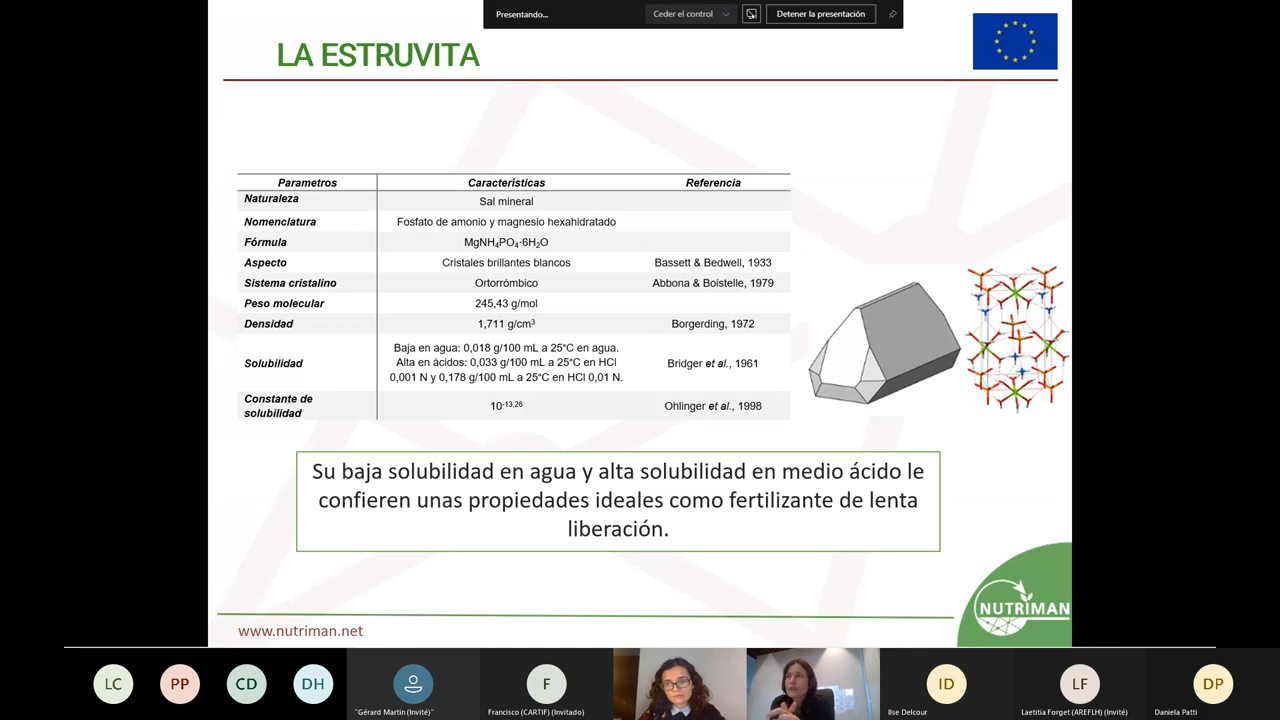 Presentando...
Ceder el control
Detener la presentación
LA ESTRUVITA
Parametros Características Referencia
Naturaleza Sal mineral
Nomenclatura Fosfato de amonio y magnesio hexahidratado
Fórmula MgNH₄PO₄·6H₂O
Aspecto Cristales brillantes blancos Bassett & Bedwell, 1933
Sistema cristalino Ortorrómbico Abbona & Boistelle, 1979
Peso molecular 245,43 g/mol
Densidad 1,711 g/cm³ Borgerding, 1972
Solubilidad Baja en agua: 0,018 g/100 mL a 25°C en agua.
Alta en ácidos: 0,033 g/100 mL a 25°C en HCl
0,001 N y 0,178 g/100 mL a 25°C en HCl 0,01 N.
Bridger et al., 1961
Constante de
solubilidad
10⁻¹³,²⁶ Ohlinger et al., 1998
Su baja solubilidad en agua y alta solubilidad en medio ácido le
confieren unas propiedades ideales como fertilizante de lenta
liberación.
www.nutriman.net
NUTRIMAN
LC PP CD DH F ID LF DP
"Gérard Martin (Invité)" Francisco (CARTIF) (Invitado) Ilse Delcour Laetitia Forget (AREFLH) (Invité) Daniela Patti